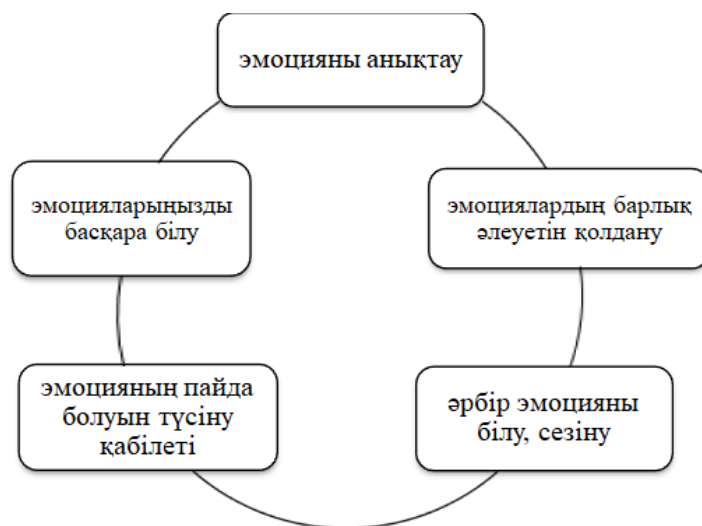 эмоцияны анықтау
эмоцияларыңызды
басқара білу
эмоциялардың барлық
әлеуетін қолдану
эмоцияның пайда
болуын түсіну
қабілеті
әрбір эмоцияны
білу, сезіну